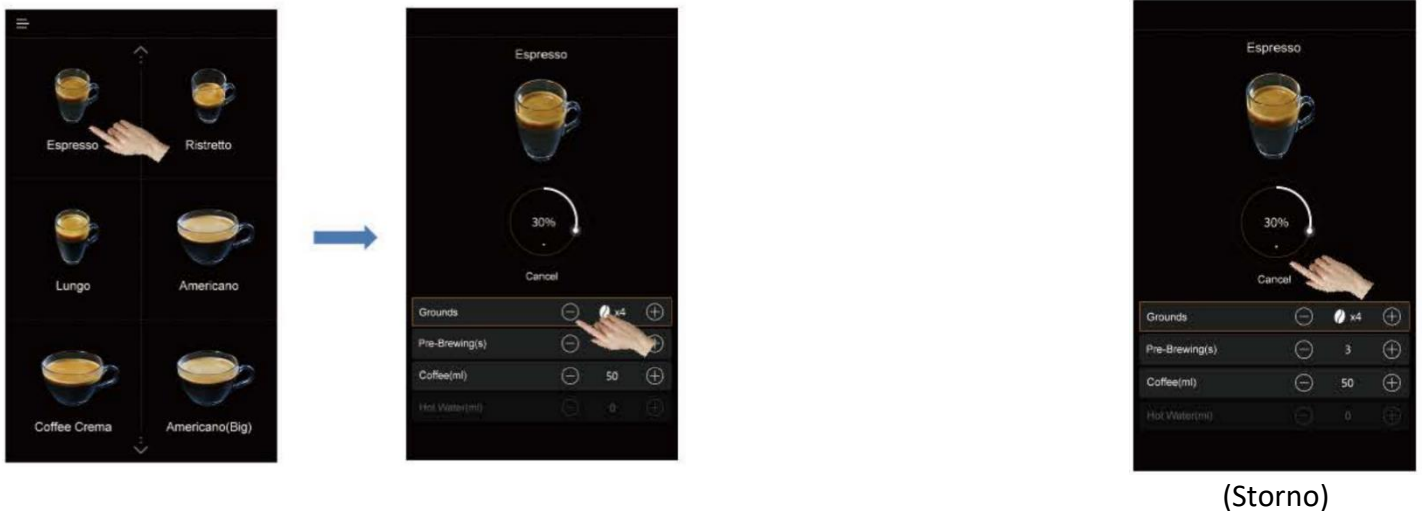 Espresso Ristretto
Lungo Americano
Coffee Crema Americano(Big)
Espresso
30%
Cancel
Grounds x4
Pre-Brewing(s)
Coffee(ml) 50
Hot Water(ml) 0
Espresso
30%
Cancel
Grounds x4
Pre-Brewing(s) 3
Coffee(ml) 50
Hot Water(ml) 0
(Storno)